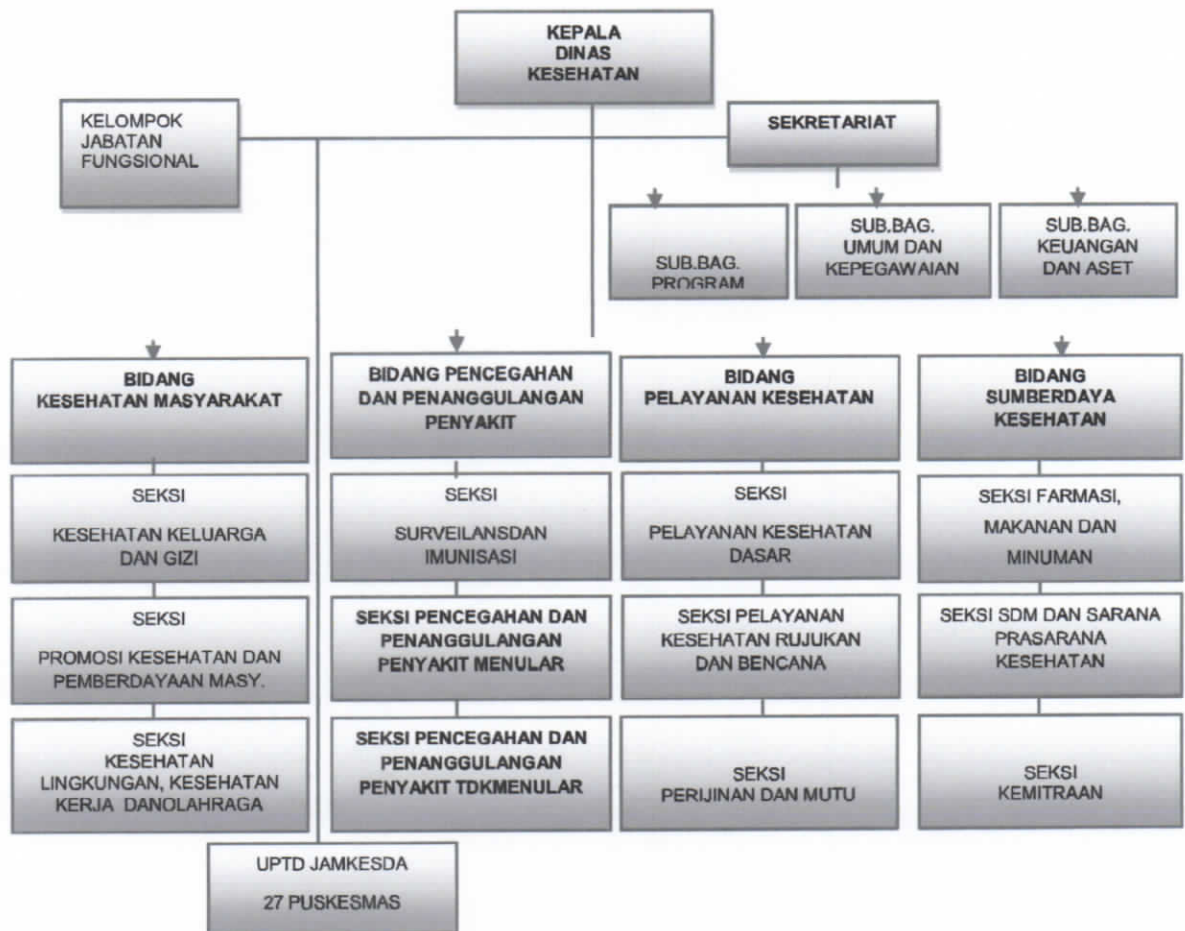 KEPALA
DINAS
KESEHATAN
KELOMPOK
JABATAN
FUNGSIONAL
SEKRETARIAT
SUB.BAG.
PROGRAM
SUB.BAG.
UMUM DAN
KEPEGAWAIAN
SUB.BAG.
KEUANGAN
DAN ASET
BIDANG
KESEHATAN MASYARAKAT
BIDANG PENCEGAHAN
DAN PENANGGULANGAN
PENYAKIT
BIDANG
PELAYANAN KESEHATAN
BIDANG
SUMBERDAYA
KESEHATAN
SEKSI
KESEHATAN KELUARGA
DAN GIZI
SEKSI
SURVEILANSDAN
IMUNISASI
SEKSI
PELAYANAN KESEHATAN
DASAR
SEKSI FARMASI,
MAKANAN DAN
MINUMAN
SEKSI
PROMOSI KESEHATAN DAN
PEMBERDAYAAN MASY.
SEKSI PENCEGAHAN DAN
PENANGGULANGAN
PENYAKIT MENULAR
SEKSI PELAYANAN
KESEHATAN RUJUKAN
DAN BENCANA
SEKSI SDM DAN SARANA
PRASARANA
KESEHATAN
SEKSI
KESEHATAN
LINGKUNGAN, KESEHATAN
KERJA DANOLAHRAGA
SEKSI PENCEGAHAN DAN
PENANGGULANGAN
PENYAKIT TDKMENULAR
SEKSI
PERIJINAN DAN MUTU
SEKSI
KEMITRAAN
UPTD JAMKESDA
27 PUSKESMAS